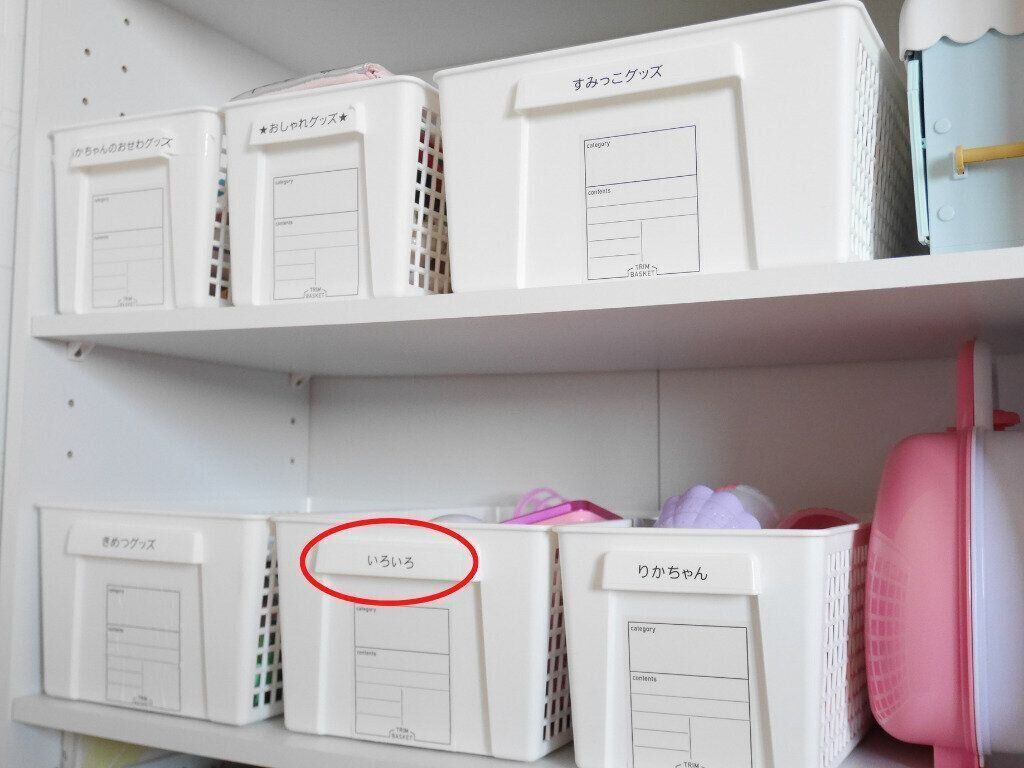 かちゃんのおせわグッズ
★おしゃれグッズ★
すみっこグッズ
category
contents
TRIM
BASKET
category
contents
TRIM
BASKET
category
contents
TRIM
BASKET
きめつグッズ
いろいろ
りかちゃん
category
contents
TRIM
category
contents
TRIM
BASKET
category
contents
TRIM